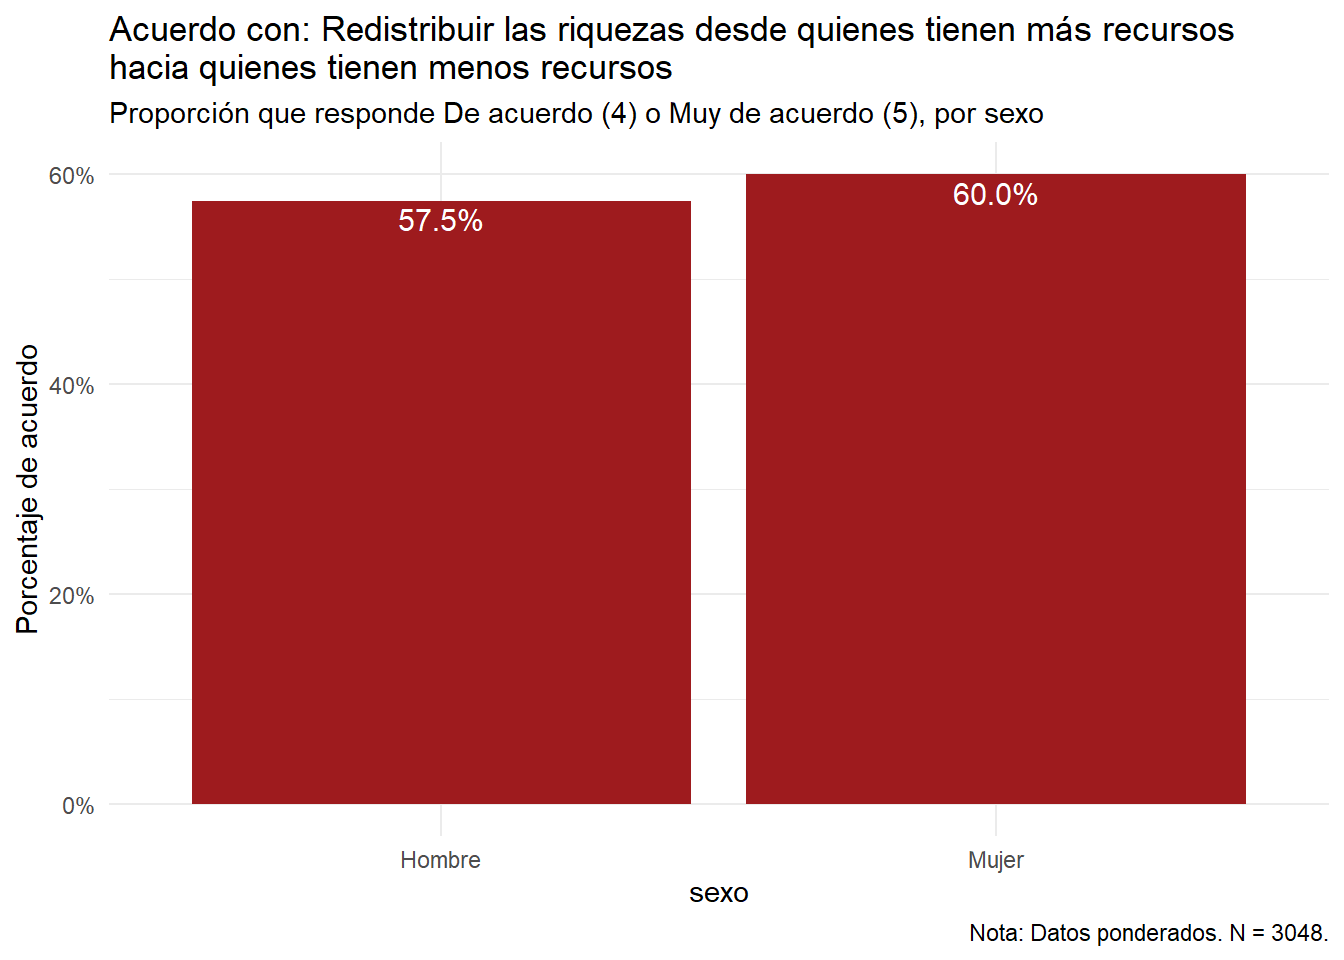 Acuerdo con: Redistribuir las riquezas desde quienes tienen más recursos
hacia quienes tienen menos recursos
Proporción que responde De acuerdo (4) o Muy de acuerdo (5), por sexo
Porcentaje de acuerdo
60%
40%
20%
0%
57.5%
60.0%
Hombre
Mujer
sexo
Nota: Datos ponderados. N = 3048.